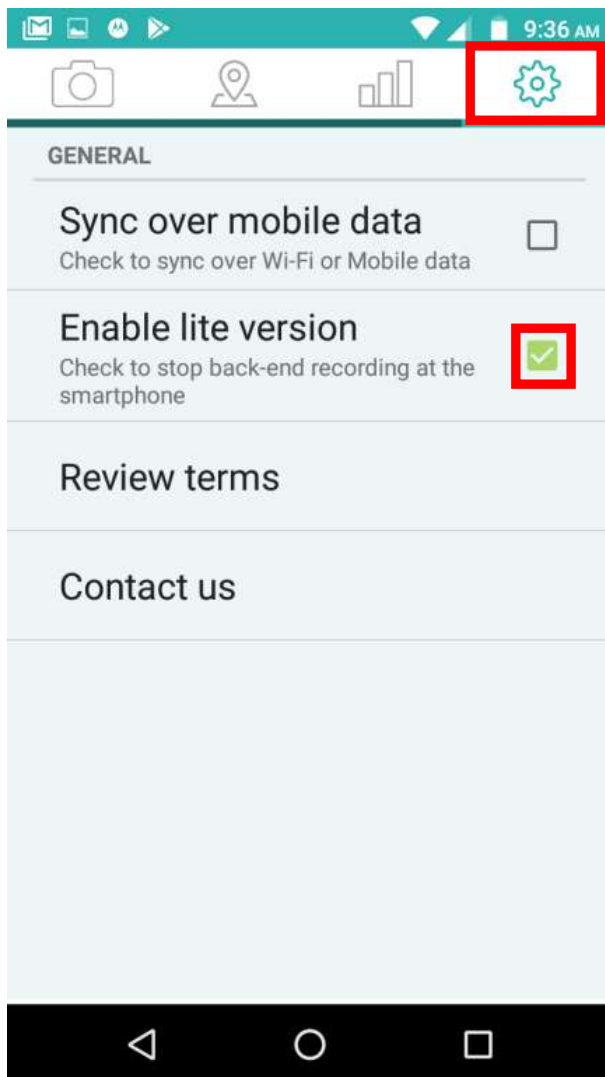 9:36 AM
GENERAL
Sync over mobile data
Check to sync over Wi-Fi or Mobile data
Enable lite version
Check to stop back-end recording at the
smartphone
Review terms
Contact us